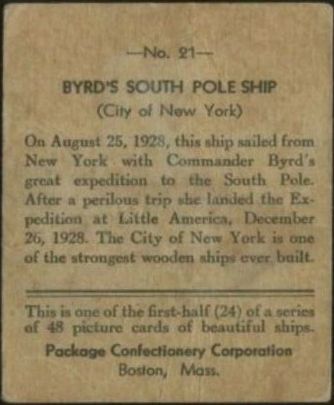 —No. 21—
BYRD'S SOUTH POLE SHIP
(City of New York)
On August 25, 1928, this ship sailed from
New York with Commander Byrd's
great expedition to the South Pole.
After a perilous trip she landed the Ex-
pedition at Little America, December
26, 1928. The City of New York is one
of the strongest wooden ships ever built.
This is one of the first-half (24) of a series
of 48 picture cards of beautiful ships.
Package Confectionery Corporation
Boston, Mass.